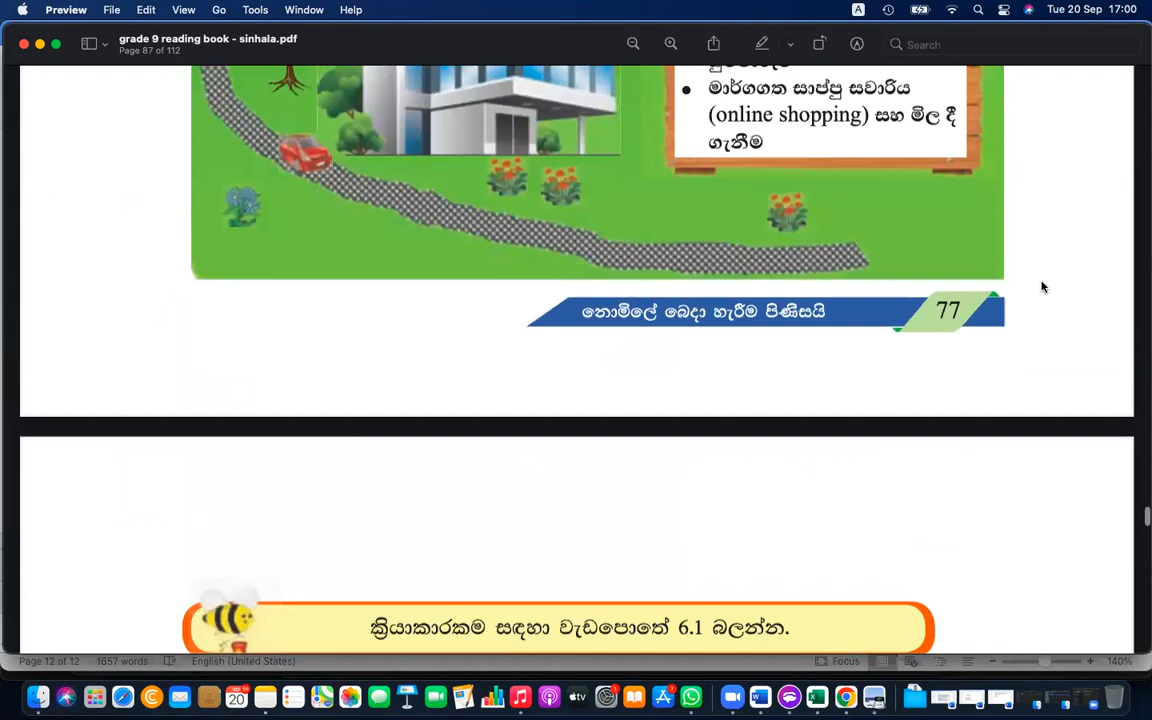 Preview File Edit View Go Tools Window Help A Tue 20 Sep 17:00
grade 9 reading book - sinhala.pdf
Page 87 of 112
Search
මාර්ගගත සාප්පු සවාරිය
(online shopping) සහ මිල දී
ගැනීම
නොමිලේ බෙදා හැරීම පිණිසයි 77
ක්‍රියාකාරකම සඳහා වැඩපොතේ 6.1 බලන්න.
Page 12 of 12 1657 words English (United States) Focus 140%